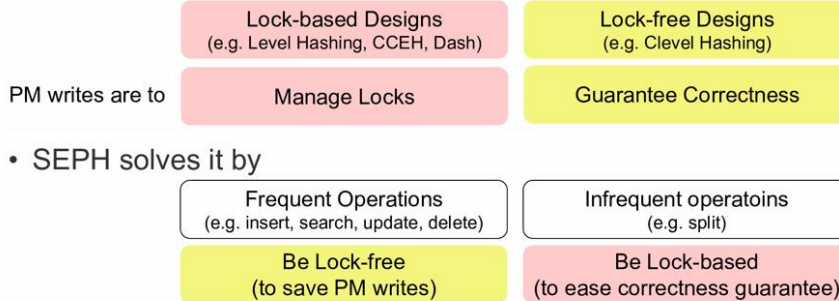 Lock-based Designs Lock-free Designs
(e.g. Level Hashing, CCEH, Dash) (e.g. Clevel Hashing)
PM writes are to Manage Locks Guarantee Correctness
• SEPH solves it by
Frequent Operations Infrequent operatoins
(e.g. insert, search, update, delete) (e.g. split)
Be Lock-free Be Lock-based
(to save PM writes) (to ease correctness guarantee)